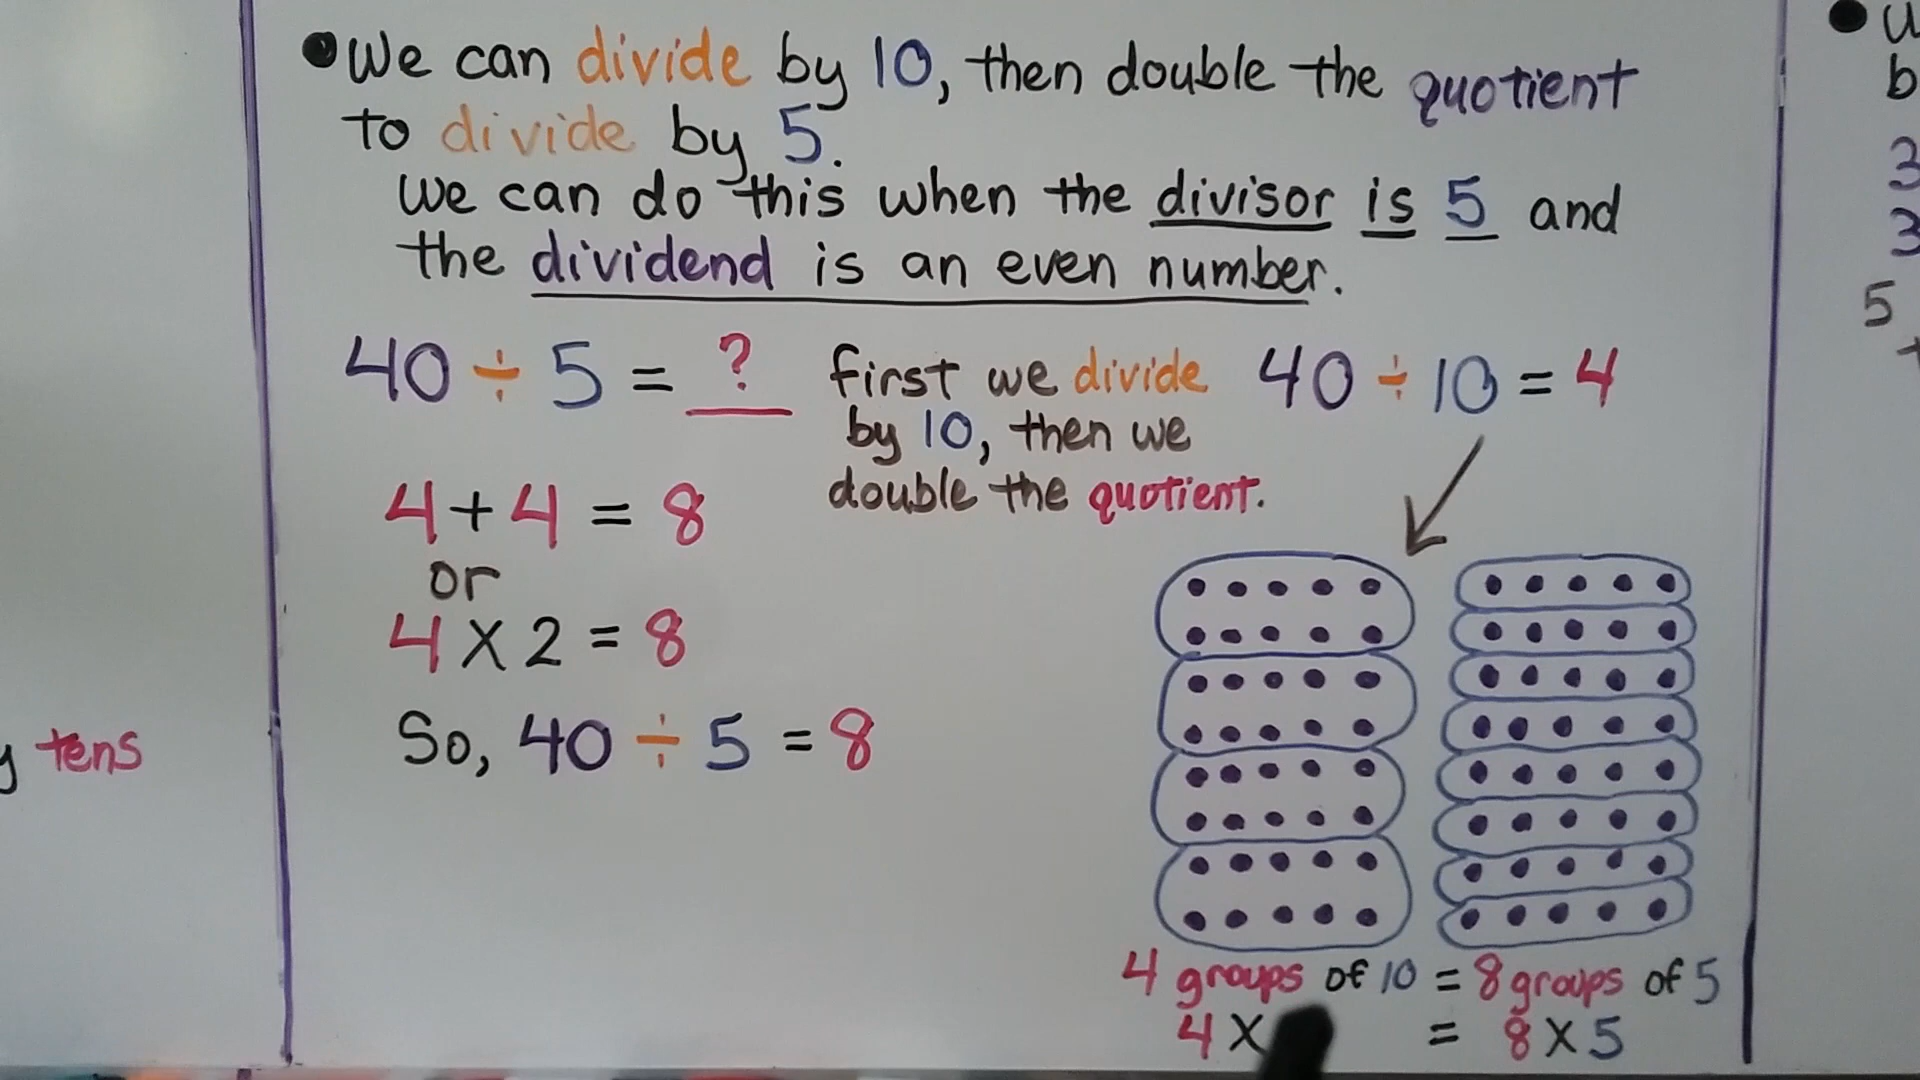 We can divide by 10, then double the quotient
to divide by 5.
We can do this when the divisor is 5 and
the dividend is an even number.
40 ÷ 5 = ?
First we divide
by 10, then we
double the quotient.
40 ÷ 10 = 4
4 + 4 = 8
or
4 X 2 = 8
So, 40 ÷ 5 = 8
4 groups of 10 = 8 groups of 5
4 X = 8 X 5
tens
3
3
5